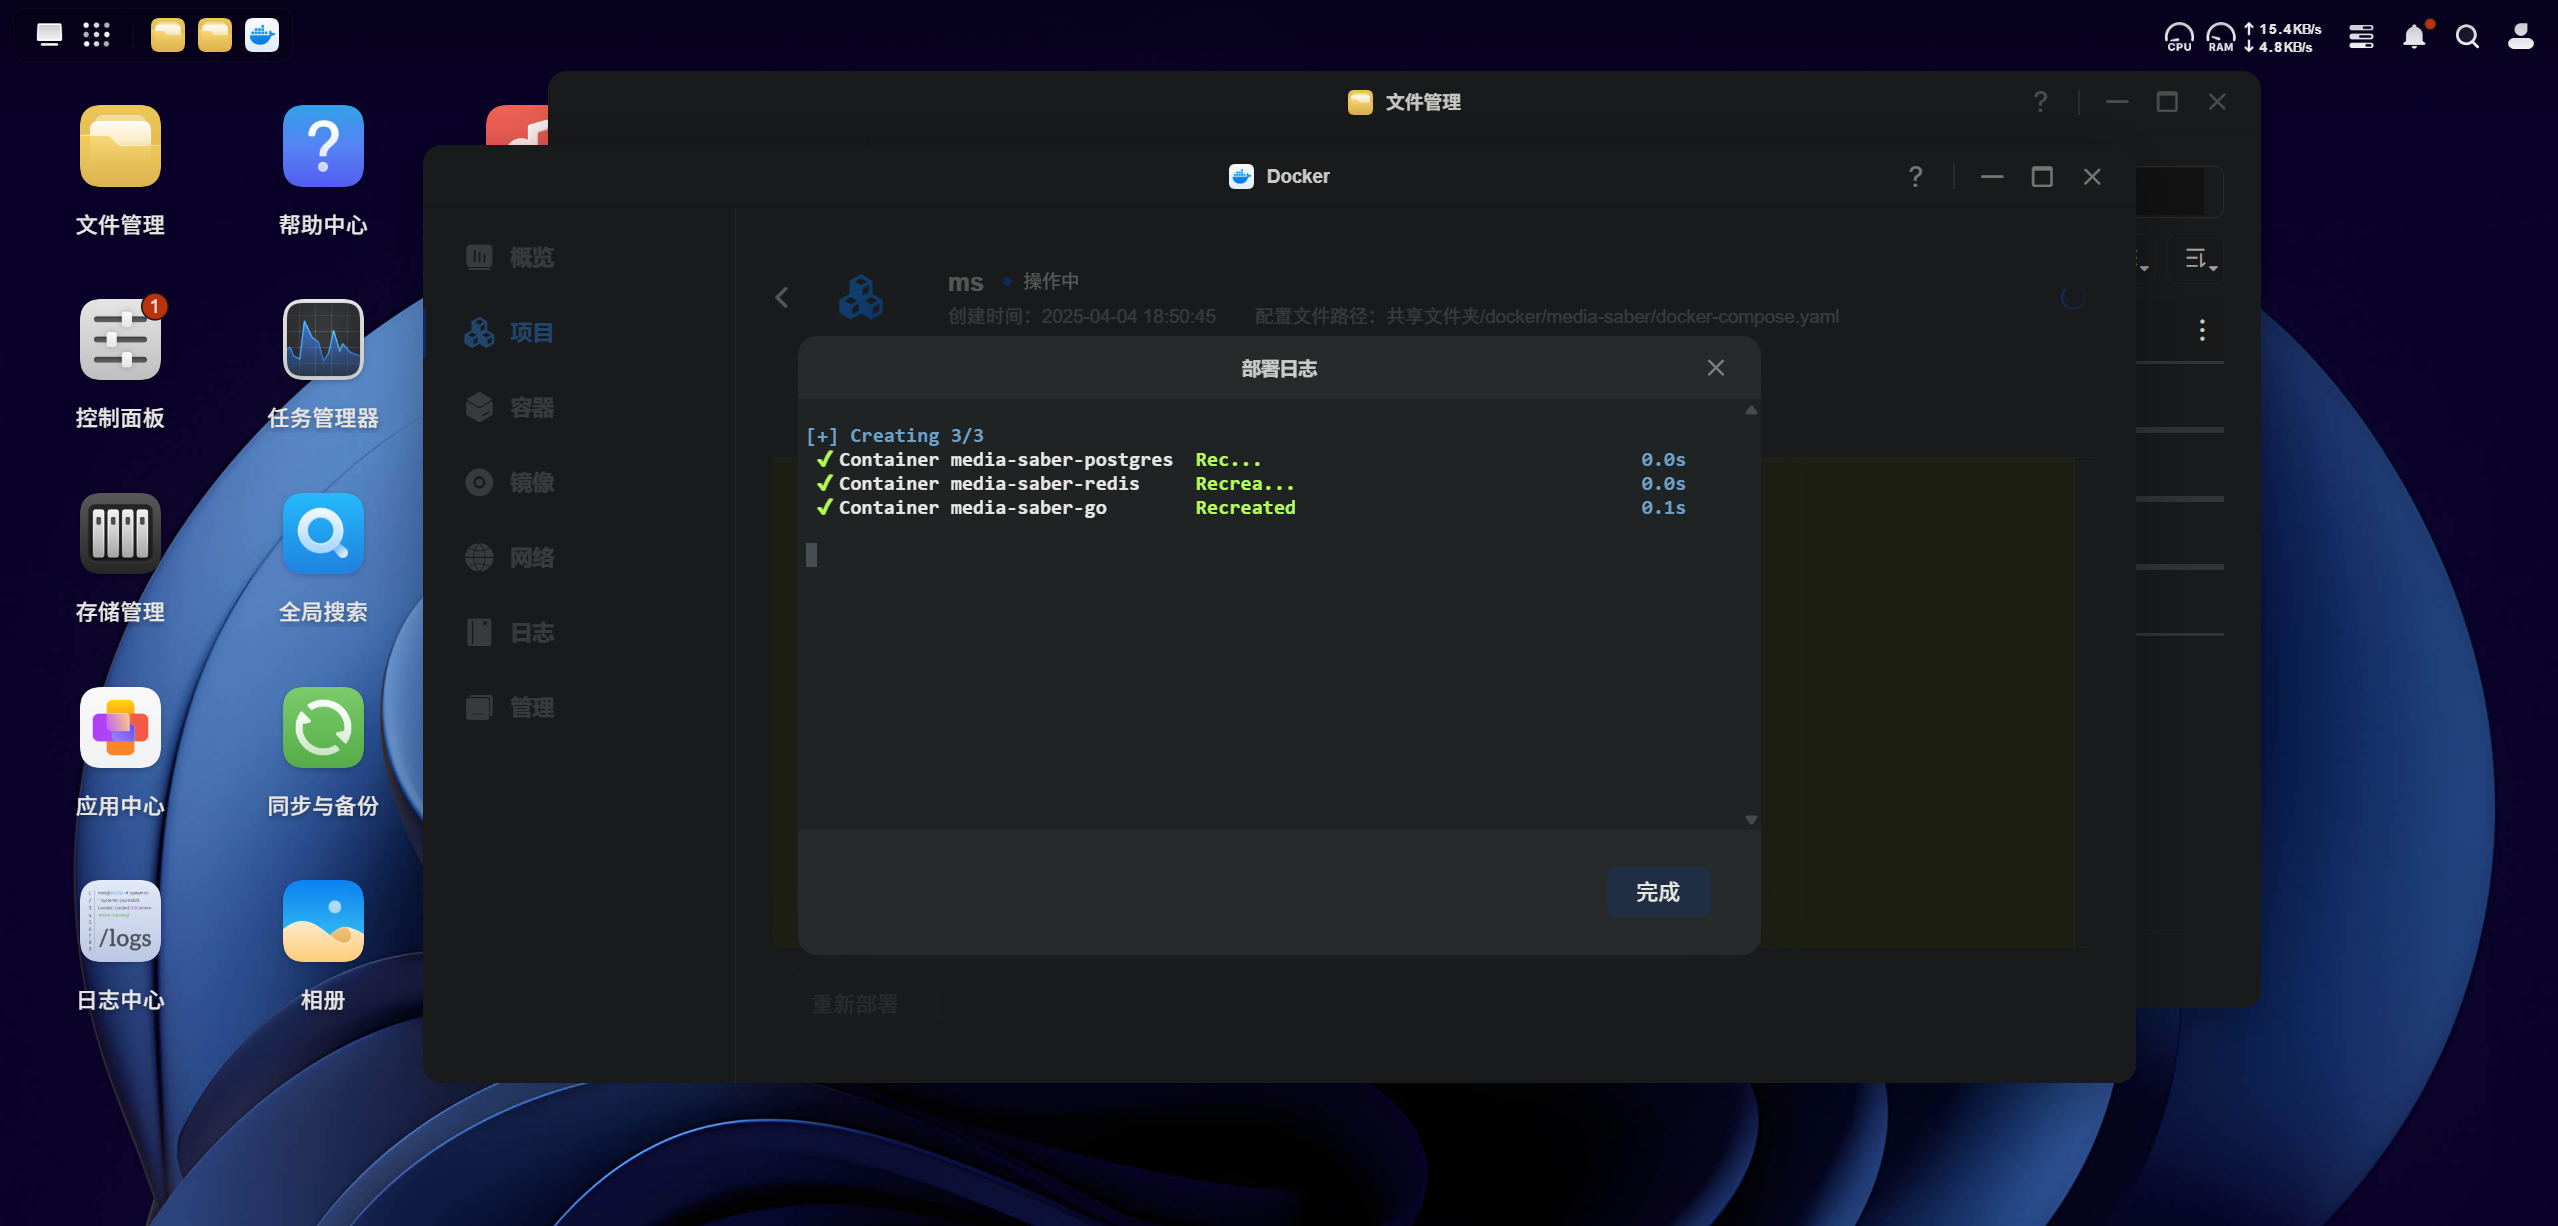 CPU
RAM
15.4KB/s
4.8KB/s
文件管理
帮助中心
控制面板
1
任务管理器
存储管理
全局搜索
应用中心
同步与备份
/logs
日志中心
相册
文件管理
Docker
概览
项目
容器
镜像
网络
日志
管理
ms
操作中
创建时间：2025-04-04 18:50:45
配置文件路径：共享文件夹/docker/media-saber/docker-compose.yaml
部署日志
[+] Creating 3/3
✔ Container media-saber-postgres Rec... 0.0s
✔ Container media-saber-redis Recrea... 0.0s
✔ Container media-saber-go Recreated 0.1s
完成
重新部署